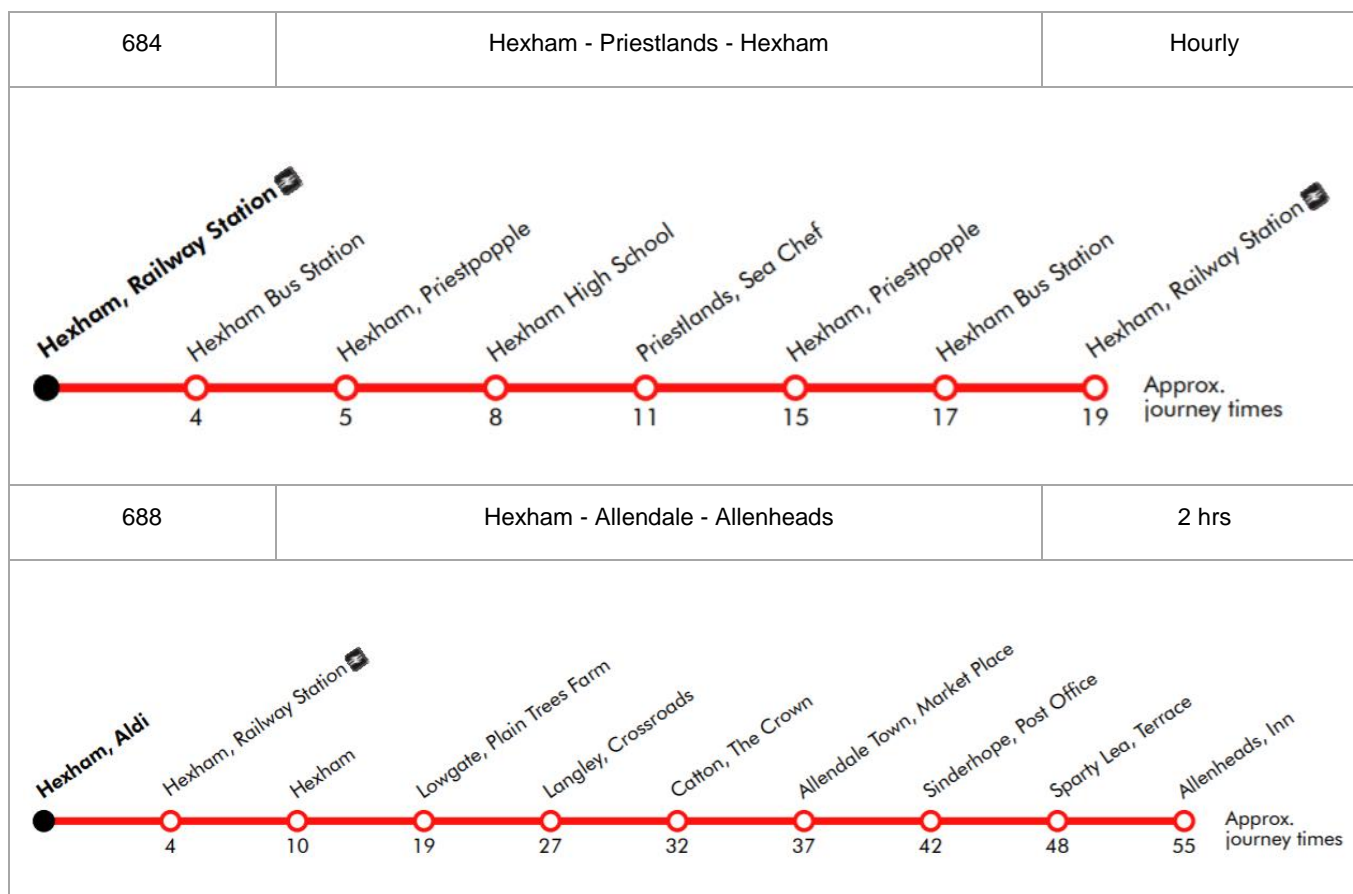 684 Hexham - Priestlands - Hexham Hourly
Hexham, Railway Station
Hexham Bus Station
Hexham, Priestpopple
Hexham High School
Priestlands, Sea Chef
Hexham, Priestpopple
Hexham Bus Station
Hexham, Railway Station
4 5 8 11 15 17 19
Approx.
journey times
688 Hexham - Allendale - Allenheads 2 hrs
Hexham, Aldi
Hexham, Railway Station
Hexham
Lowgate, Plain Trees Farm
Langley, Crossroads
Catton, The Crown
Allendale Town, Market Place
Sinderhope, Post Office
Sparty Lea, Terrace
Allenheads, Inn
4 10 19 27 32 37 42 48 55
Approx.
journey times